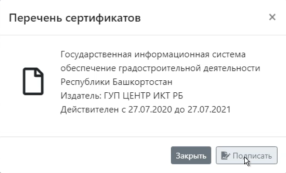 Перечень сертификатов
×
Государственная информационная система
обеспечение градостроительной деятельности
Республики Башкортостан
Издатель: ГУП ЦЕНТР ИКТ РБ
Действителен с 27.07.2020 до 27.07.2021
Закрыть
Подписать